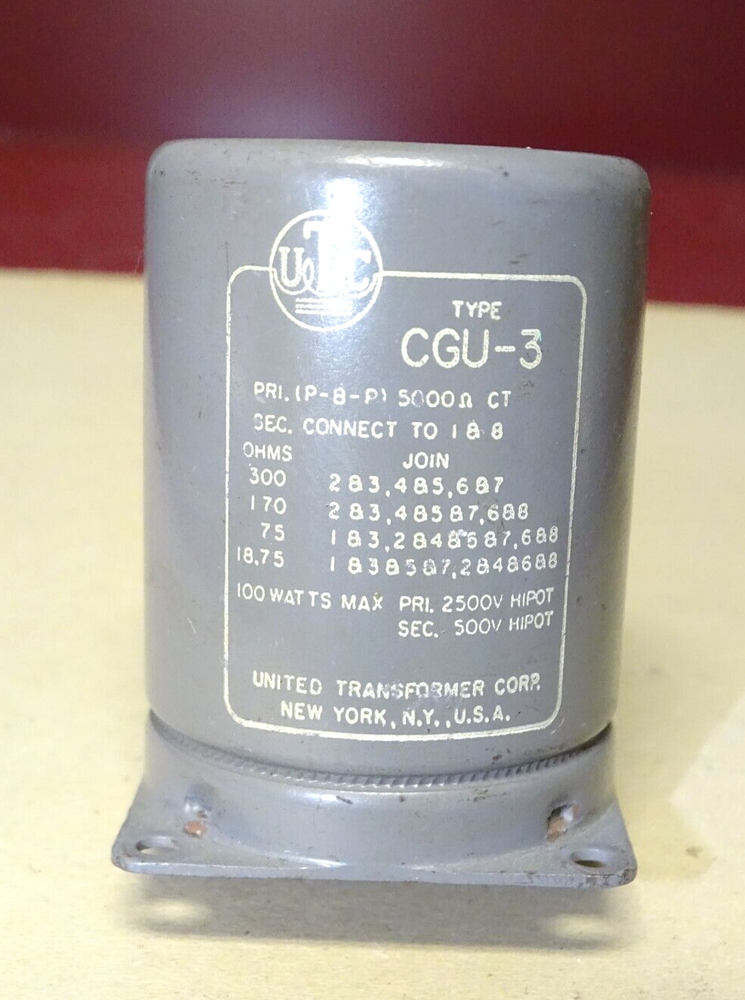 UTC
TYPE
CGU-3
PRI. (P-B-P) 5000Ω CT
SEC. CONNECT TO 1 & 8
OHMS JOIN
300 2&3,4&5,6&7
170 2&3,4&5&7,6&8
75 1&3,2&4&5&7,6&8
18.75 1&3&5&7,2&4&6&8
100 WATTS MAX PRI. 2500V HIPOT
SEC. 500V HIPOT
UNITED TRANSFORMER CORP.
NEW YORK, N.Y., U.S.A.